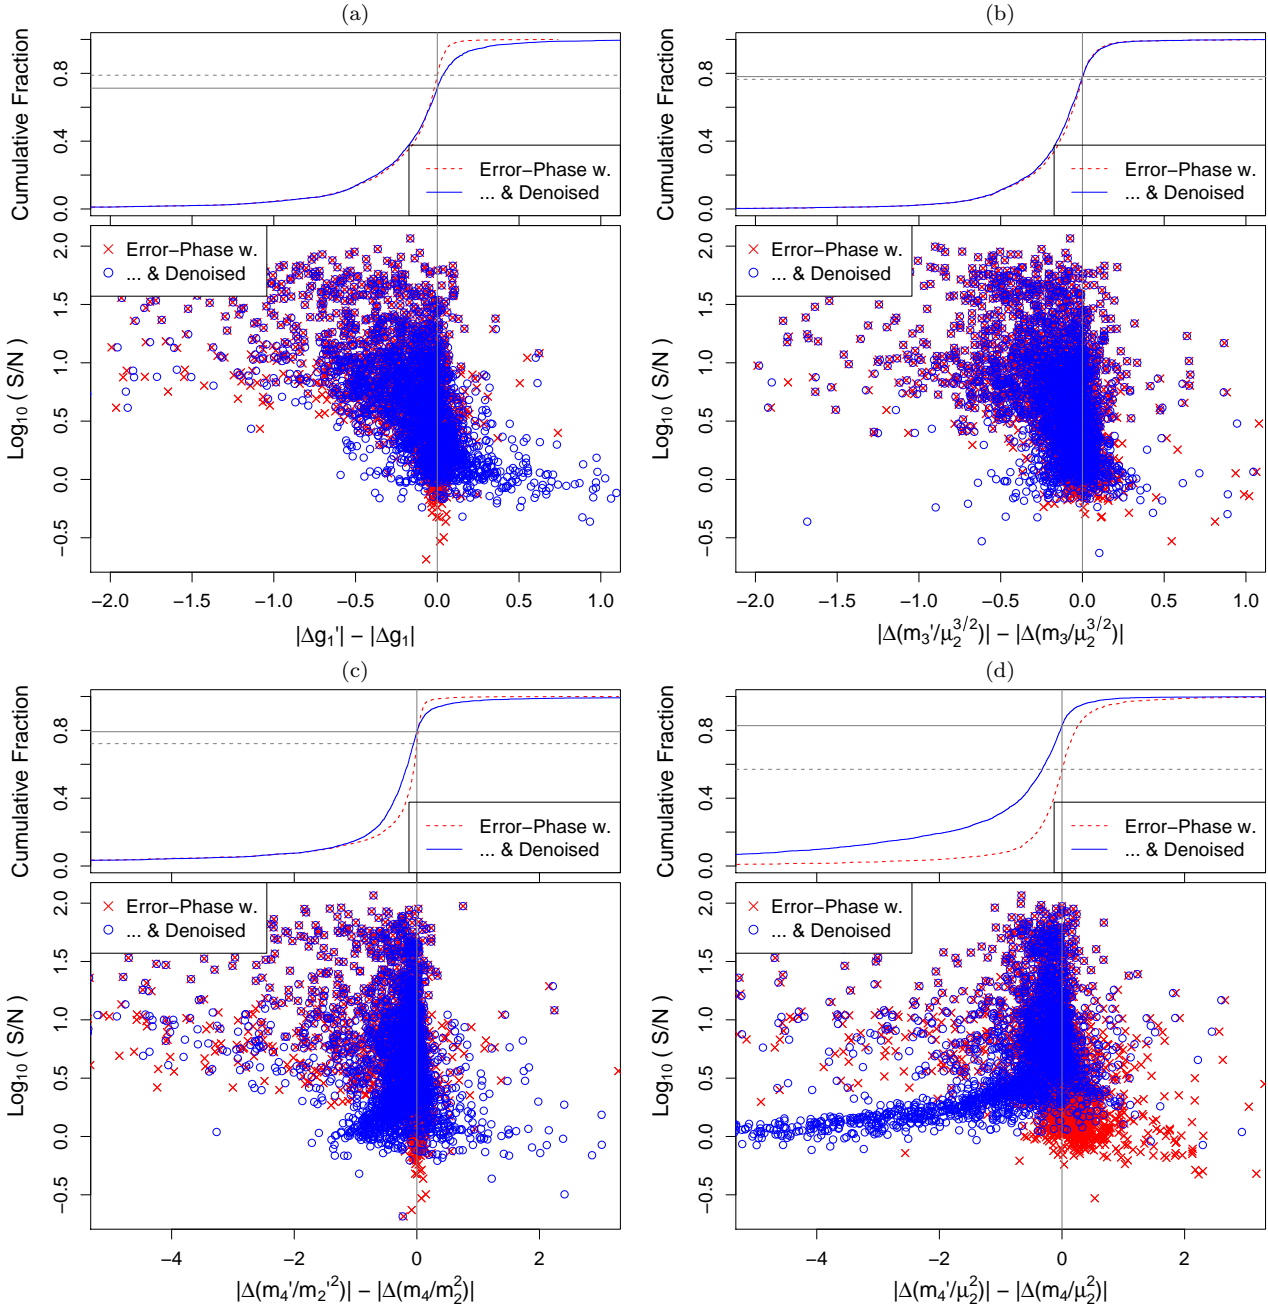 (a)
Cumulative Fraction
0.0 0.4 0.8
Error−Phase w.
... & Denoised
Log10 ( S/N )
−0.5 0.0 0.5 1.0 1.5 2.0
Error−Phase w.
... & Denoised
−2.0 −1.5 −1.0 −0.5 0.0 0.5 1.0
|Δg1'| − |Δg1|
(b)
Cumulative Fraction
0.0 0.4 0.8
Error−Phase w.
... & Denoised
Log10 ( S/N )
−0.5 0.0 0.5 1.0 1.5 2.0
Error−Phase w.
... & Denoised
−2.0 −1.5 −1.0 −0.5 0.0 0.5 1.0
|Δ(m3'/μ2^3/2)| − |Δ(m3/μ2^3/2)|
(c)
Cumulative Fraction
0.0 0.4 0.8
Error−Phase w.
... & Denoised
Log10 ( S/N )
−0.5 0.0 0.5 1.0 1.5 2.0
Error−Phase w.
... & Denoised
−4 −2 0 2
|Δ(m4'/m2'^2)| − |Δ(m4/m2^2)|
(d)
Cumulative Fraction
0.0 0.4 0.8
Error−Phase w.
... & Denoised
Log10 ( S/N )
−0.5 0.0 0.5 1.0 1.5 2.0
Error−Phase w.
... & Denoised
−4 −2 0 2
|Δ(m4'/μ2^2)| − |Δ(m4/μ2^2)|